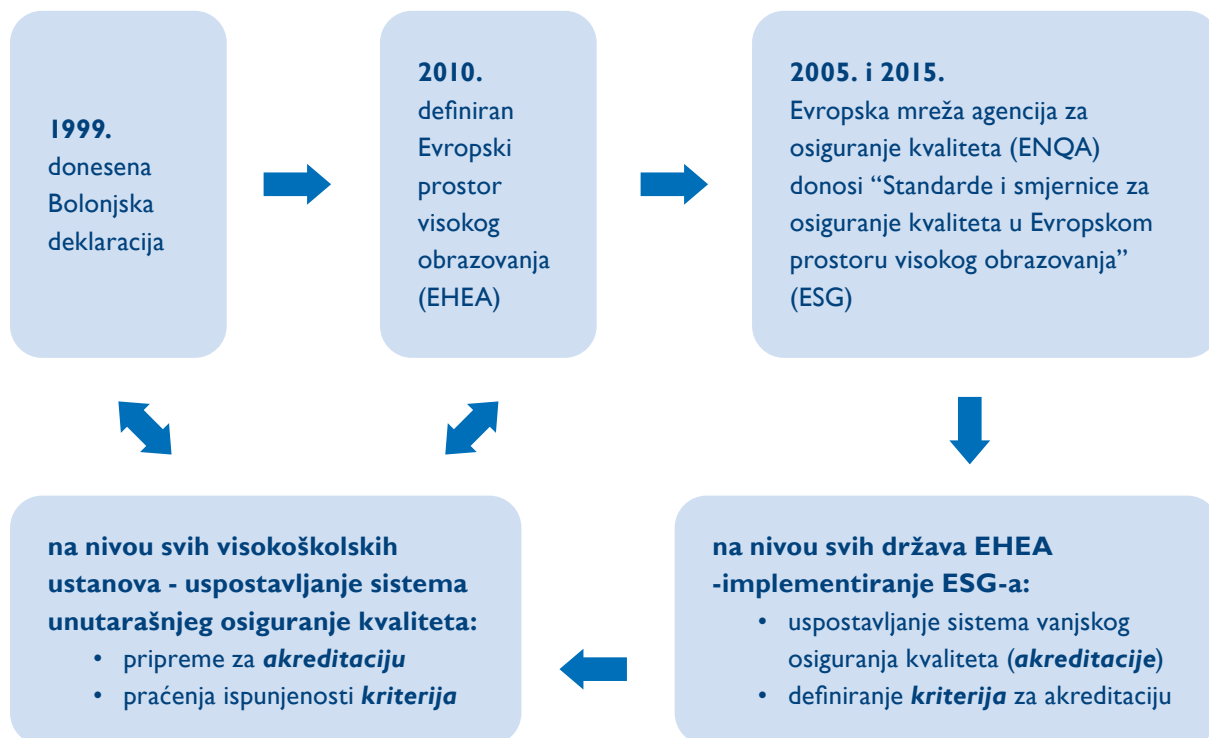 1999.
donesena
Bolonjska
deklaracija
2010.
definiran
Evropski
prostor
visokog
obrazovanja
(EHEA)
2005. i 2015.
Evropska mreža agencija za
osiguranje kvaliteta (ENQA)
donosi “Standarde i smjernice za
osiguranje kvaliteta u Evropskom
prostoru visokog obrazovanja”
(ESG)
na nivou svih visokoškolskih
ustanova - uspostavljanje sistema
unutarašnjeg osiguranje kvaliteta:
• pripreme za akreditaciju
• praćenja ispunjenosti kriterija
na nivou svih država EHEA
-implementiranje ESG-a:
• uspostavljanje sistema vanjskog
osiguranja kvaliteta (akreditacije)
• definiranje kriterija za akreditaciju